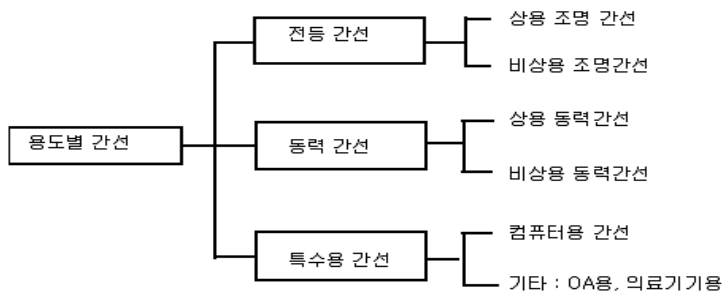 용도별 간선
전등 간선
상용 조명 간선
비상용 조명간선
동력 간선
상용 동력간선
비상용 동력간선
특수용 간선
컴퓨터용 간선
기타 : OA용, 의료기기용